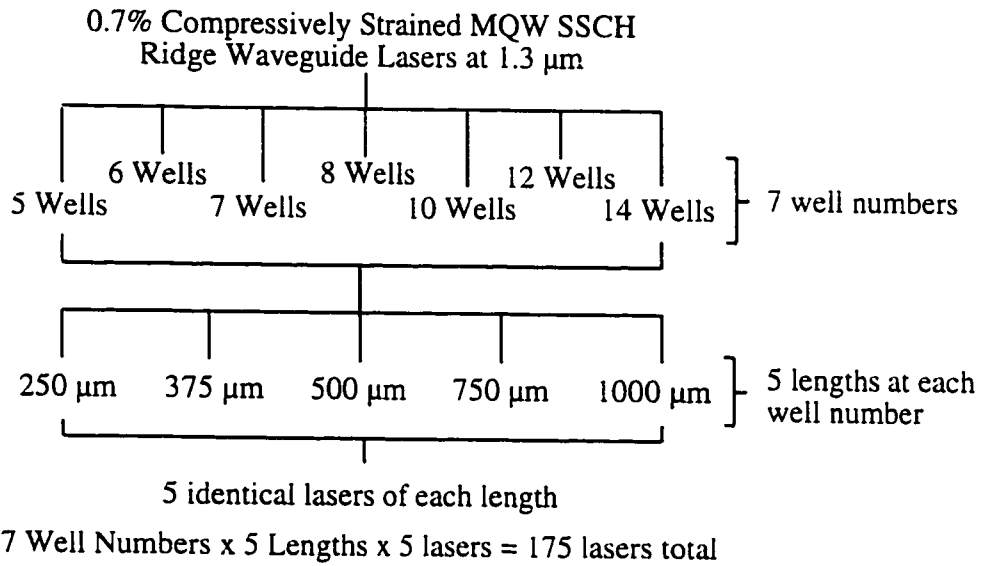 0.7% Compressively Strained MQW SSCH
Ridge Waveguide Lasers at 1.3 μm
6 Wells
8 Wells
12 Wells
5 Wells
7 Wells
10 Wells
14 Wells
7 well numbers
250 μm
375 μm
500 μm
750 μm
1000 μm
5 lengths at each
well number
5 identical lasers of each length
7 Well Numbers x 5 Lengths x 5 lasers = 175 lasers total